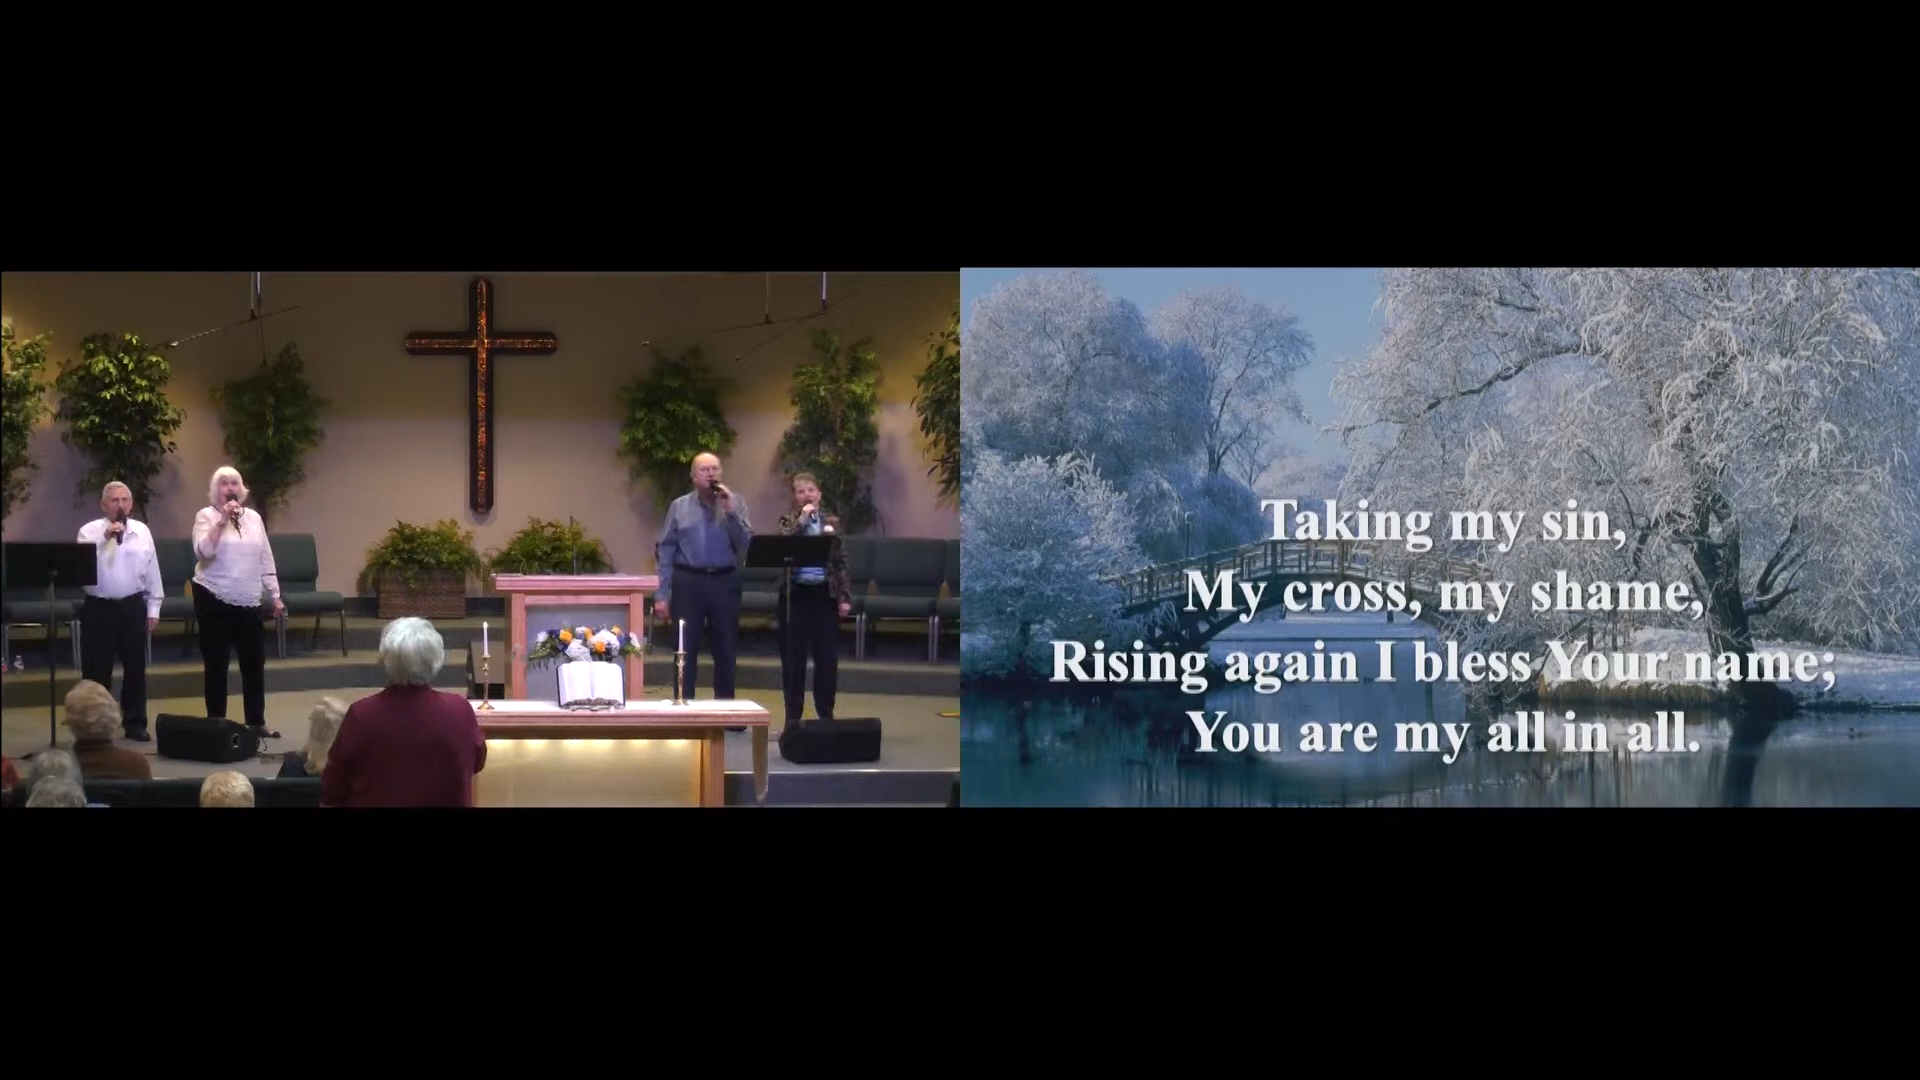 Taking my sin,
My cross, my shame,
Rising again I bless Your name;
You are my all in all.